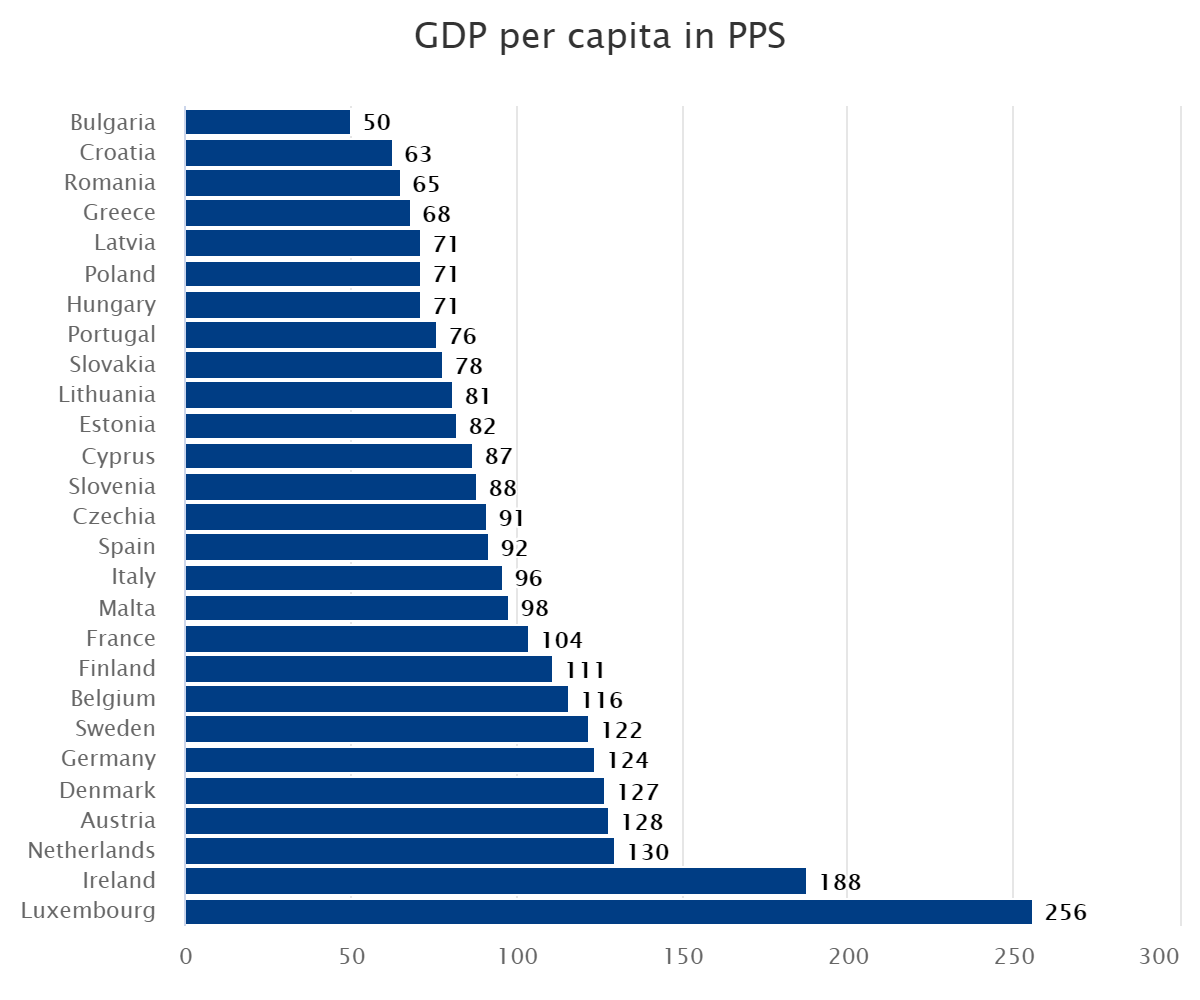 GDP per capita in PPS
Bulgaria 50
Croatia 63
Romania 65
Greece 68
Latvia 71
Poland 71
Hungary 71
Portugal 76
Slovakia 78
Lithuania 81
Estonia 82
Cyprus 87
Slovenia 88
Czechia 91
Spain 92
Italy 96
Malta 98
France 104
Finland 111
Belgium 116
Sweden 122
Germany 124
Denmark 127
Austria 128
Netherlands 130
Ireland 188
Luxembourg 256
0 50 100 150 200 250 300